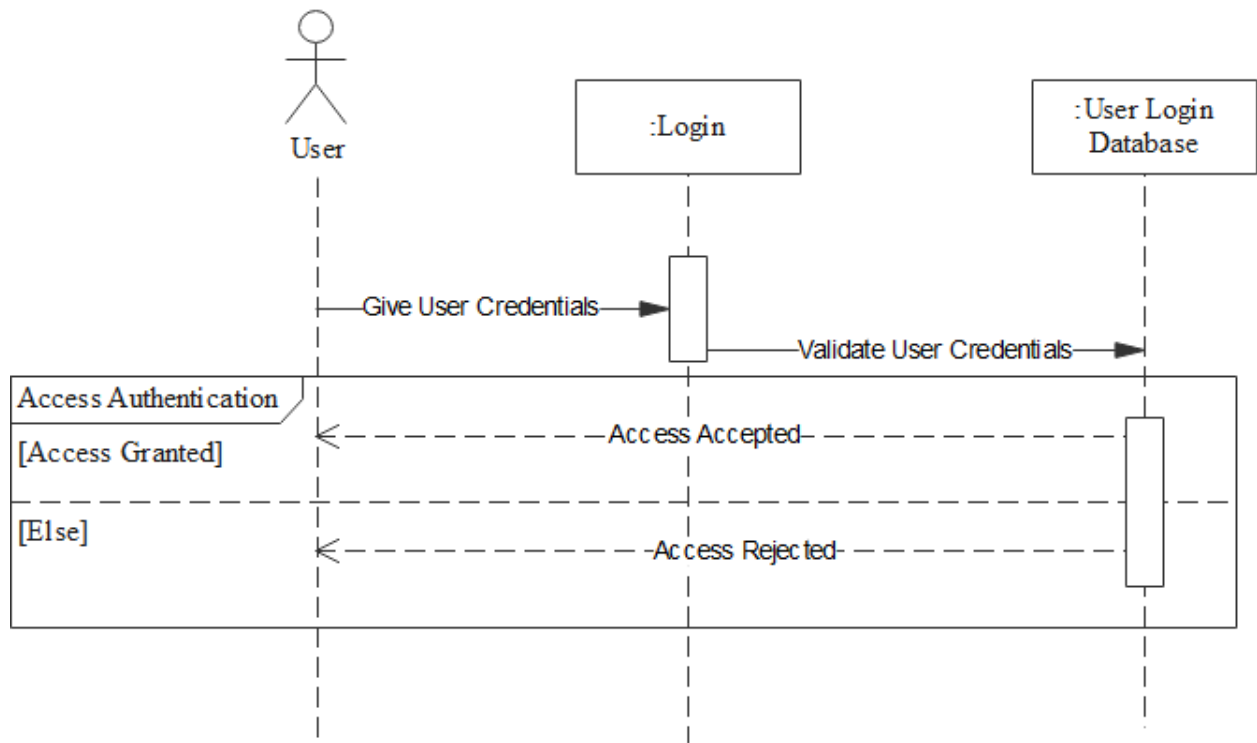 User
:Login
:User Login
Database
Give User Credentials
Validate User Credentials
Access Authentication
[Access Granted]
Access Accepted
[Else]
Access Rejected